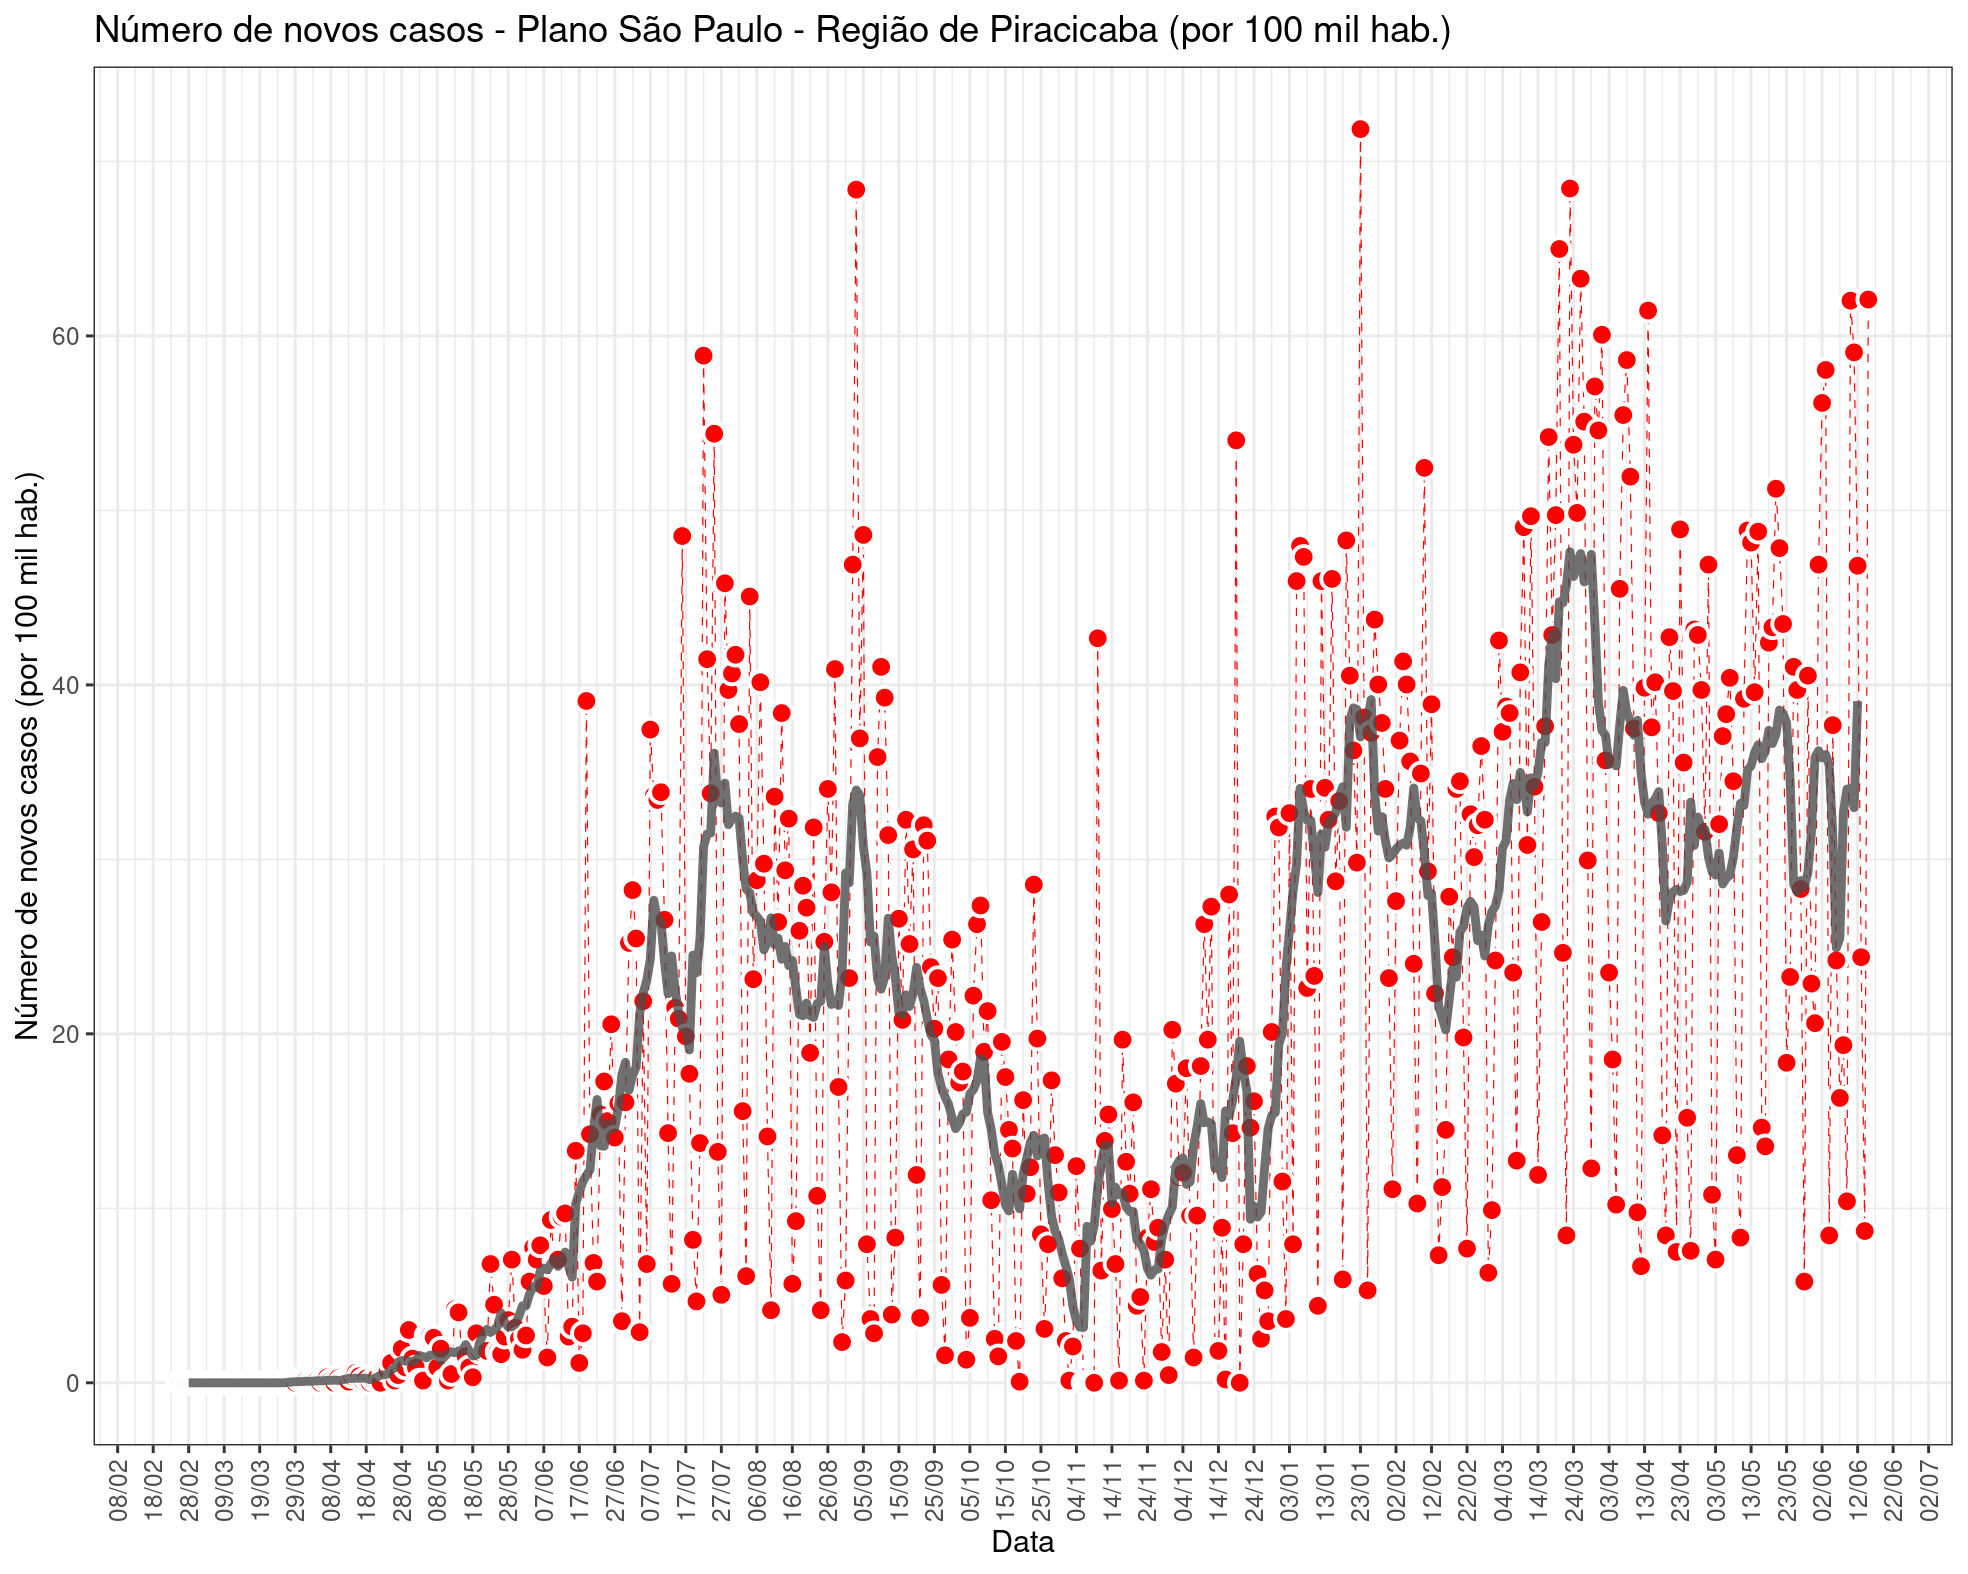 Número de novos casos - Plano São Paulo - Região de Piracicaba (por 100 mil hab.)
Número de novos casos (por 100 mil hab.)
60
40
20
0
08/02 18/02 28/02 09/03 19/03 29/03 08/04 18/04 28/04 08/05 18/05 28/05 07/06 17/06 27/06 07/07 17/07 27/07 06/08 16/08 26/08 05/09 15/09 25/09 05/10 15/10 25/10 04/11 14/11 24/11 04/12 14/12 24/12 03/01 13/01 23/01 02/02 12/02 22/02 04/03 14/03 24/03 03/04 13/04 23/04 03/05 13/05 23/05 02/06 12/06 22/06 02/07
Data